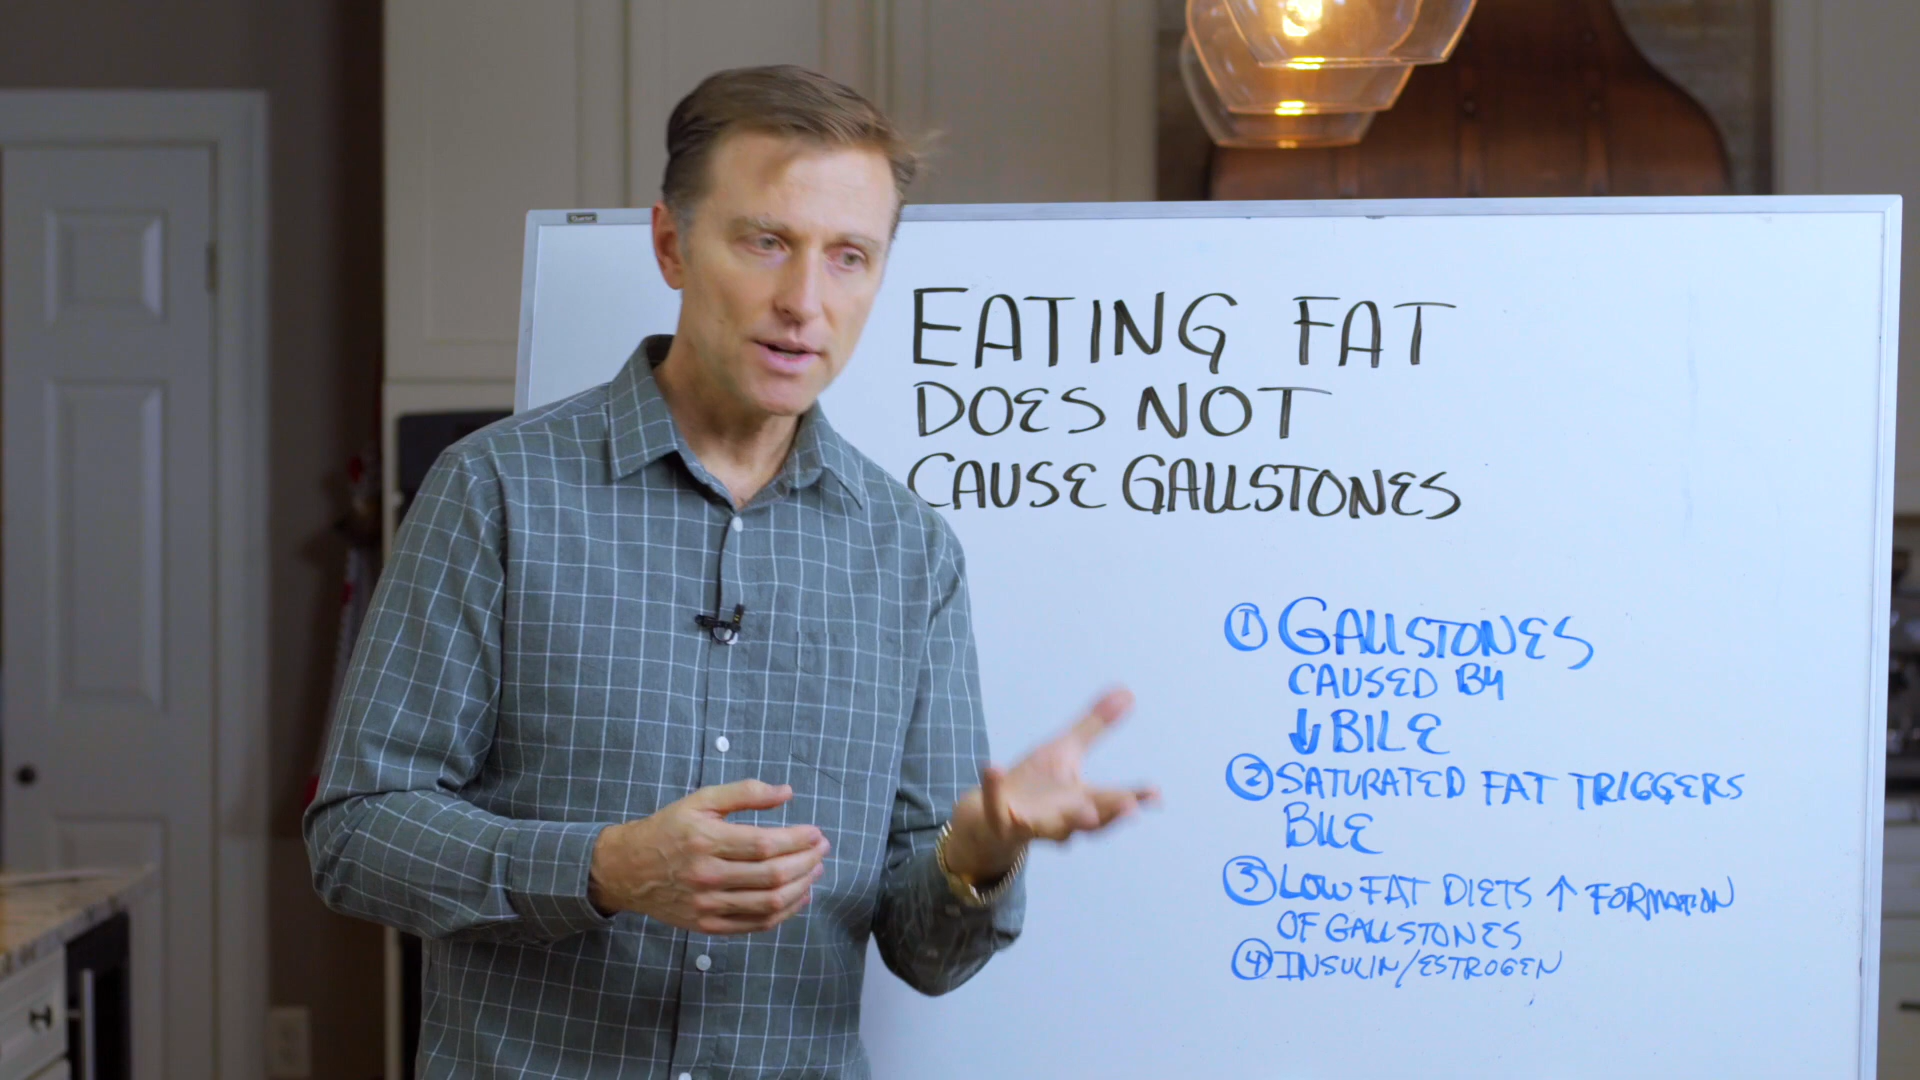 EATING FAT
DOES NOT
CAUSE GALLSTONES
① GALLSTONES
CAUSED BY
↓ BILE
② SATURATED FAT TRIGGERS
BILE
③ LOW FAT DIETS ↑ FORMATION
OF GALLSTONES
④ INSULIN/ESTROGEN